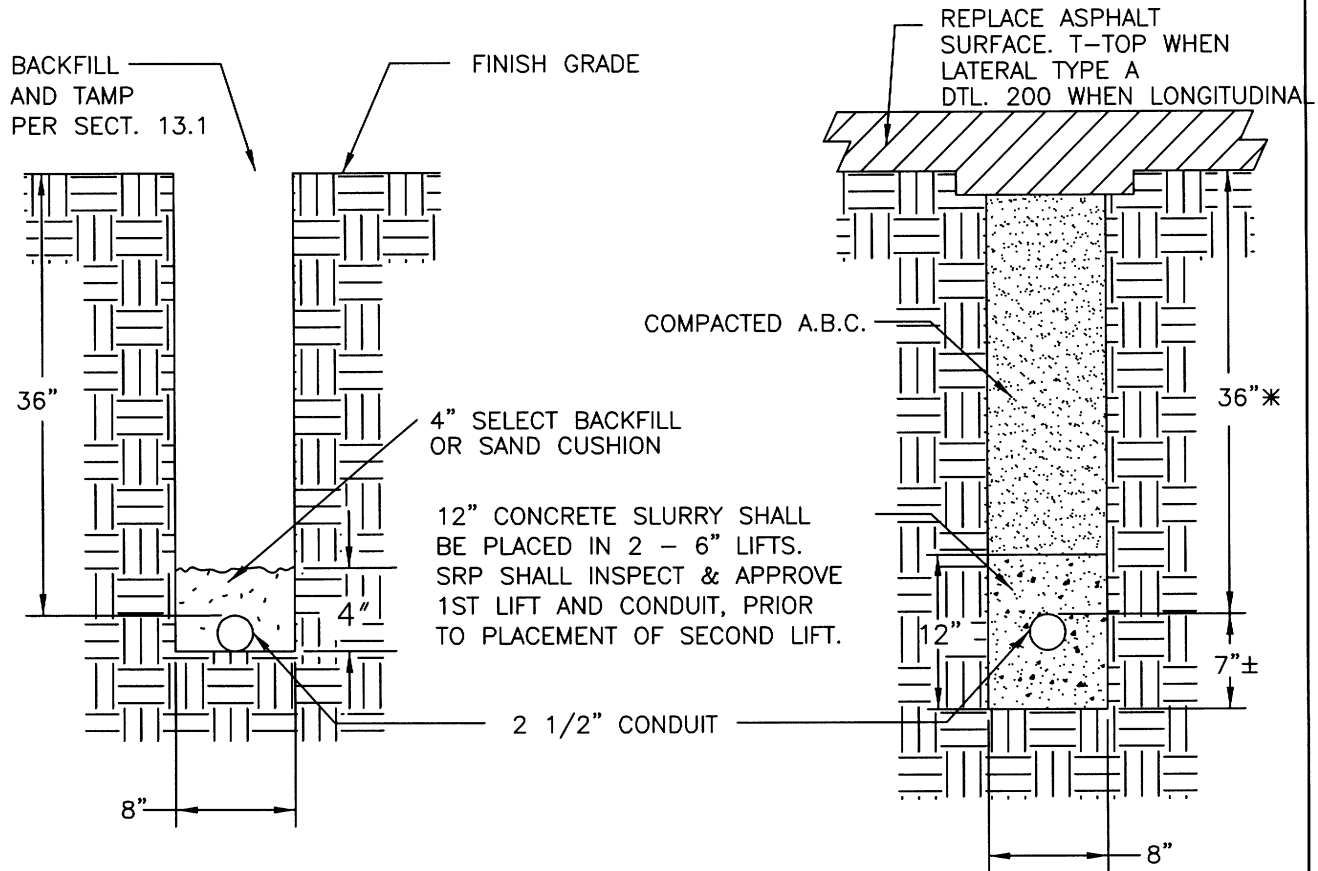 BACKFILL
AND TAMP
PER SECT. 13.1
FINISH GRADE
REPLACE ASPHALT
SURFACE. T-TOP WHEN
LATERAL TYPE A
DTL. 200 WHEN LONGITUDINAL
COMPACTED A.B.C.
36"
36"*
4" SELECT BACKFILL
OR SAND CUSHION
12" CONCRETE SLURRY SHALL
BE PLACED IN 2 - 6" LIFTS.
SRP SHALL INSPECT & APPROVE
1ST LIFT AND CONDUIT, PRIOR
TO PLACEMENT OF SECOND LIFT.
4"
12"
7"±
2 1/2" CONDUIT
8"
8"